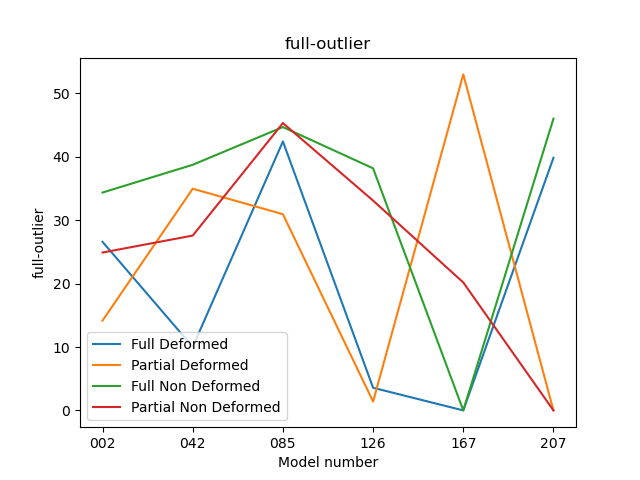 full-outlier
full-outlier
50
40
30
20
10
0
Full Deformed
Partial Deformed
Full Non Deformed
Partial Non Deformed
002 042 085 126 167 207
Model number